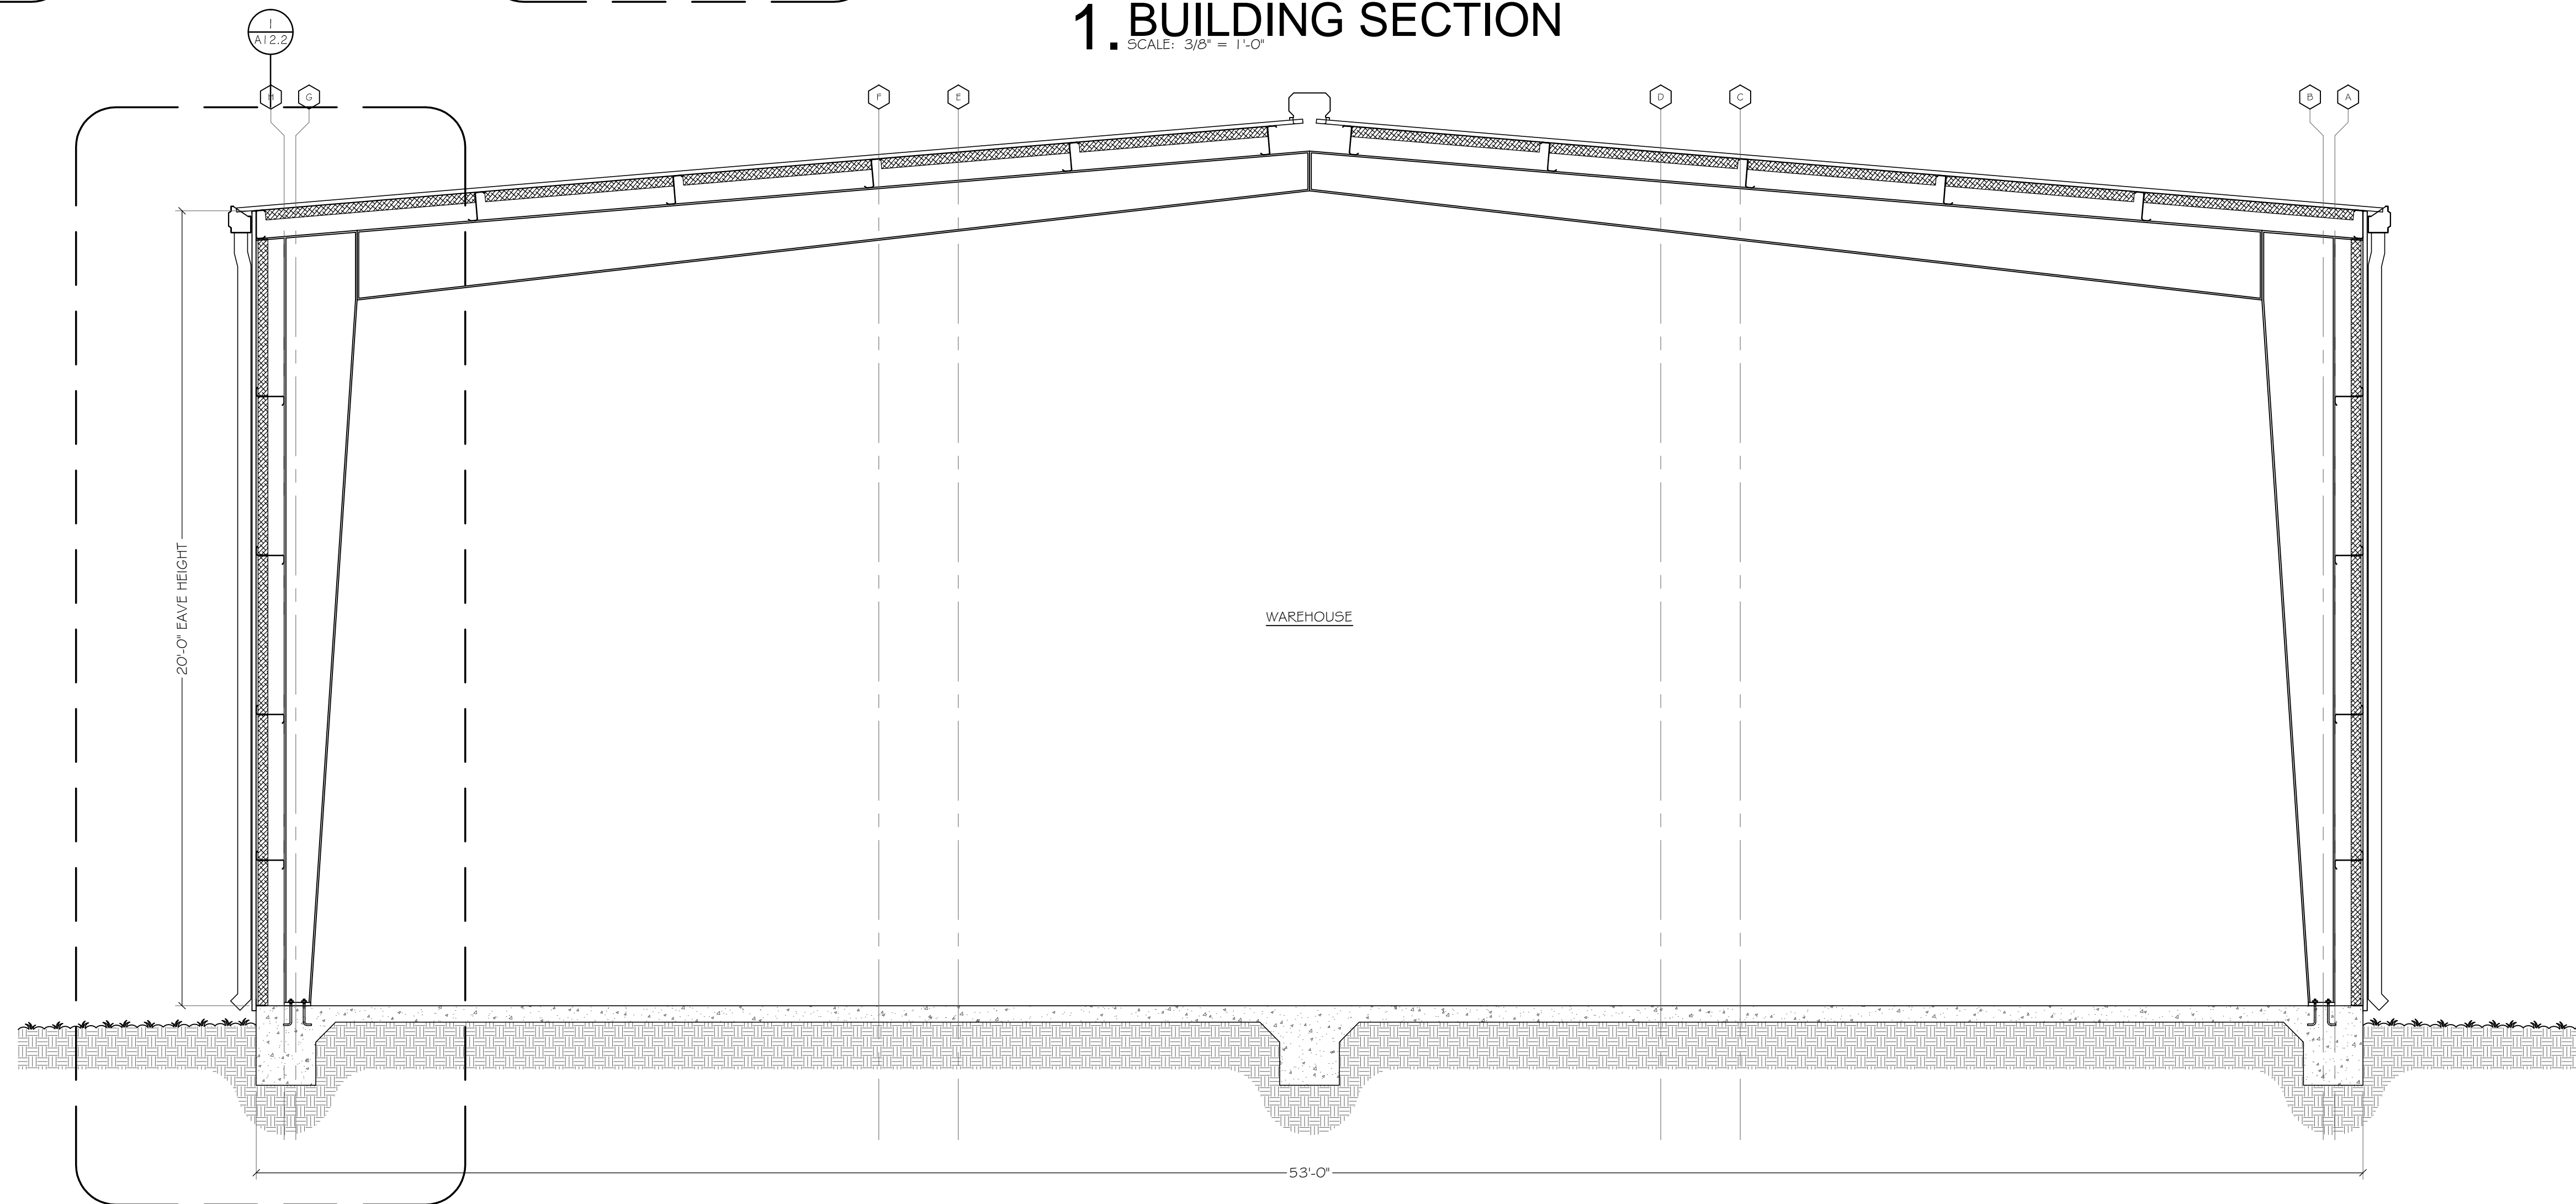 1. BUILDING SECTION
SCALE: 3/8" = 1'-0"
1
A12.2
M
G
F
E
D
C
B
A
20'-0" EAVE HEIGHT
WAREHOUSE
53'-0"